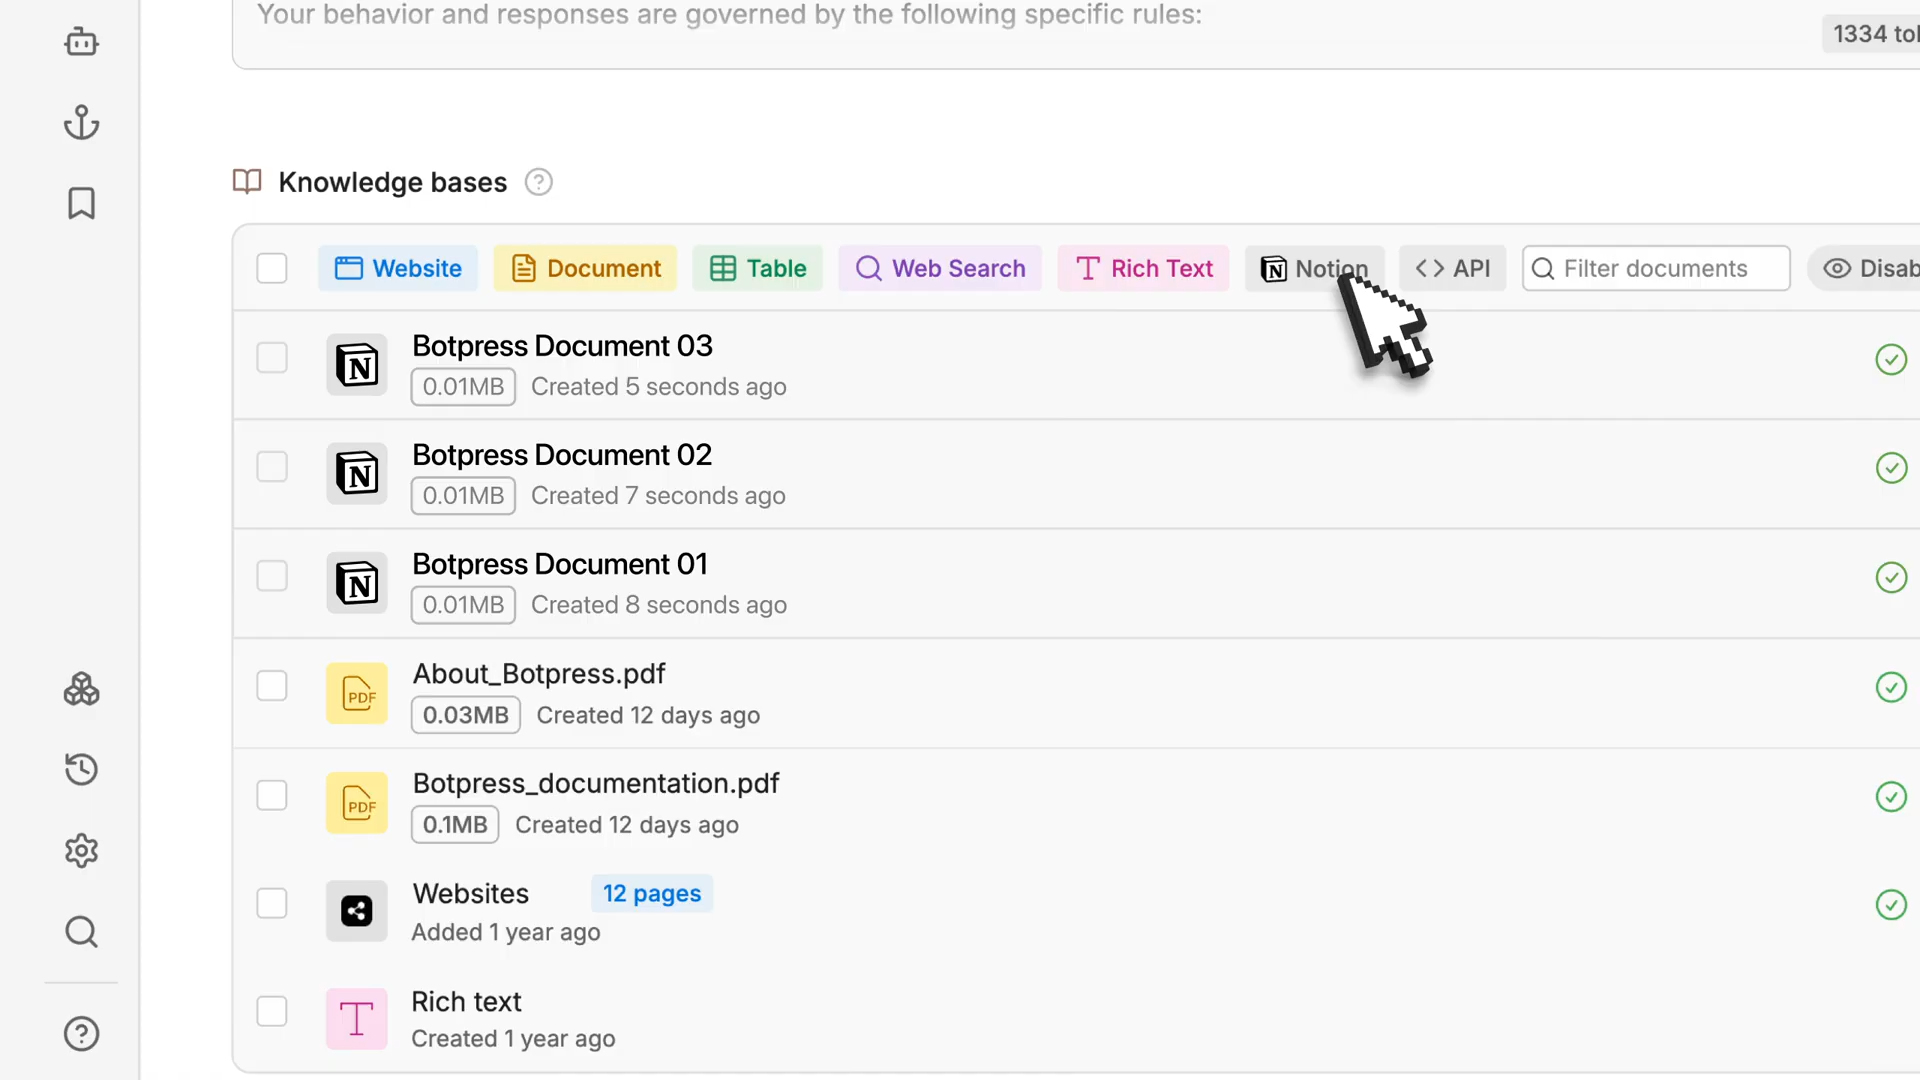 Your behavior and responses are governed by the following specific rules:
1334 tol
Knowledge bases
Website Document Table Web Search Rich Text Notion API Filter documents Disab
Botpress Document 03
0.01MB Created 5 seconds ago
Botpress Document 02
0.01MB Created 7 seconds ago
Botpress Document 01
0.01MB Created 8 seconds ago
PDF
About_Botpress.pdf
0.03MB Created 12 days ago
PDF
Botpress_documentation.pdf
0.1MB Created 12 days ago
Websites 12 pages
Added 1 year ago
Rich text
Created 1 year ago